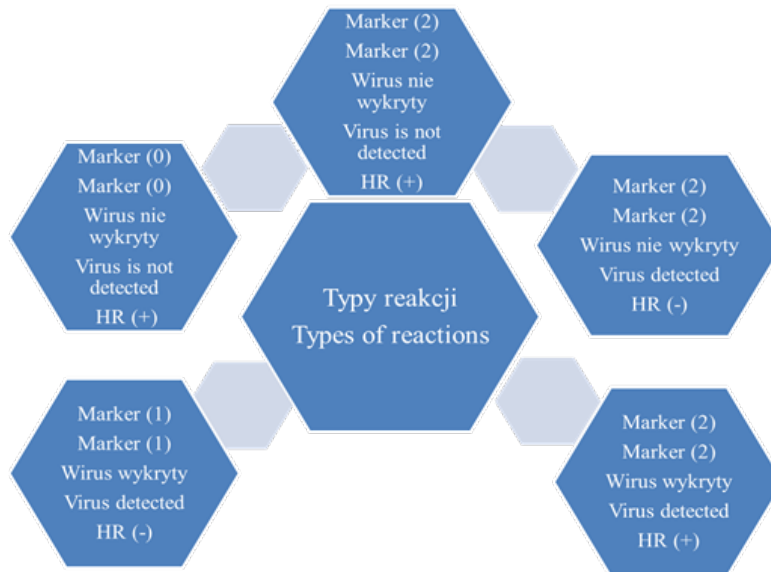 Marker (2)
Marker (2)
Wirus nie
wykryty
Virus is not
detected
HR (+)
Marker (0)
Marker (0)
Wirus nie
wykryty
Virus is not
detected
HR (+)
Marker (2)
Marker (2)
Wirus nie wykryty
Virus detected
HR (-)
Typy reakcji
Types of reactions
Marker (1)
Marker (1)
Wirus wykryty
Virus detected
HR (-)
Marker (2)
Marker (2)
Wirus wykryty
Virus detected
HR (+)